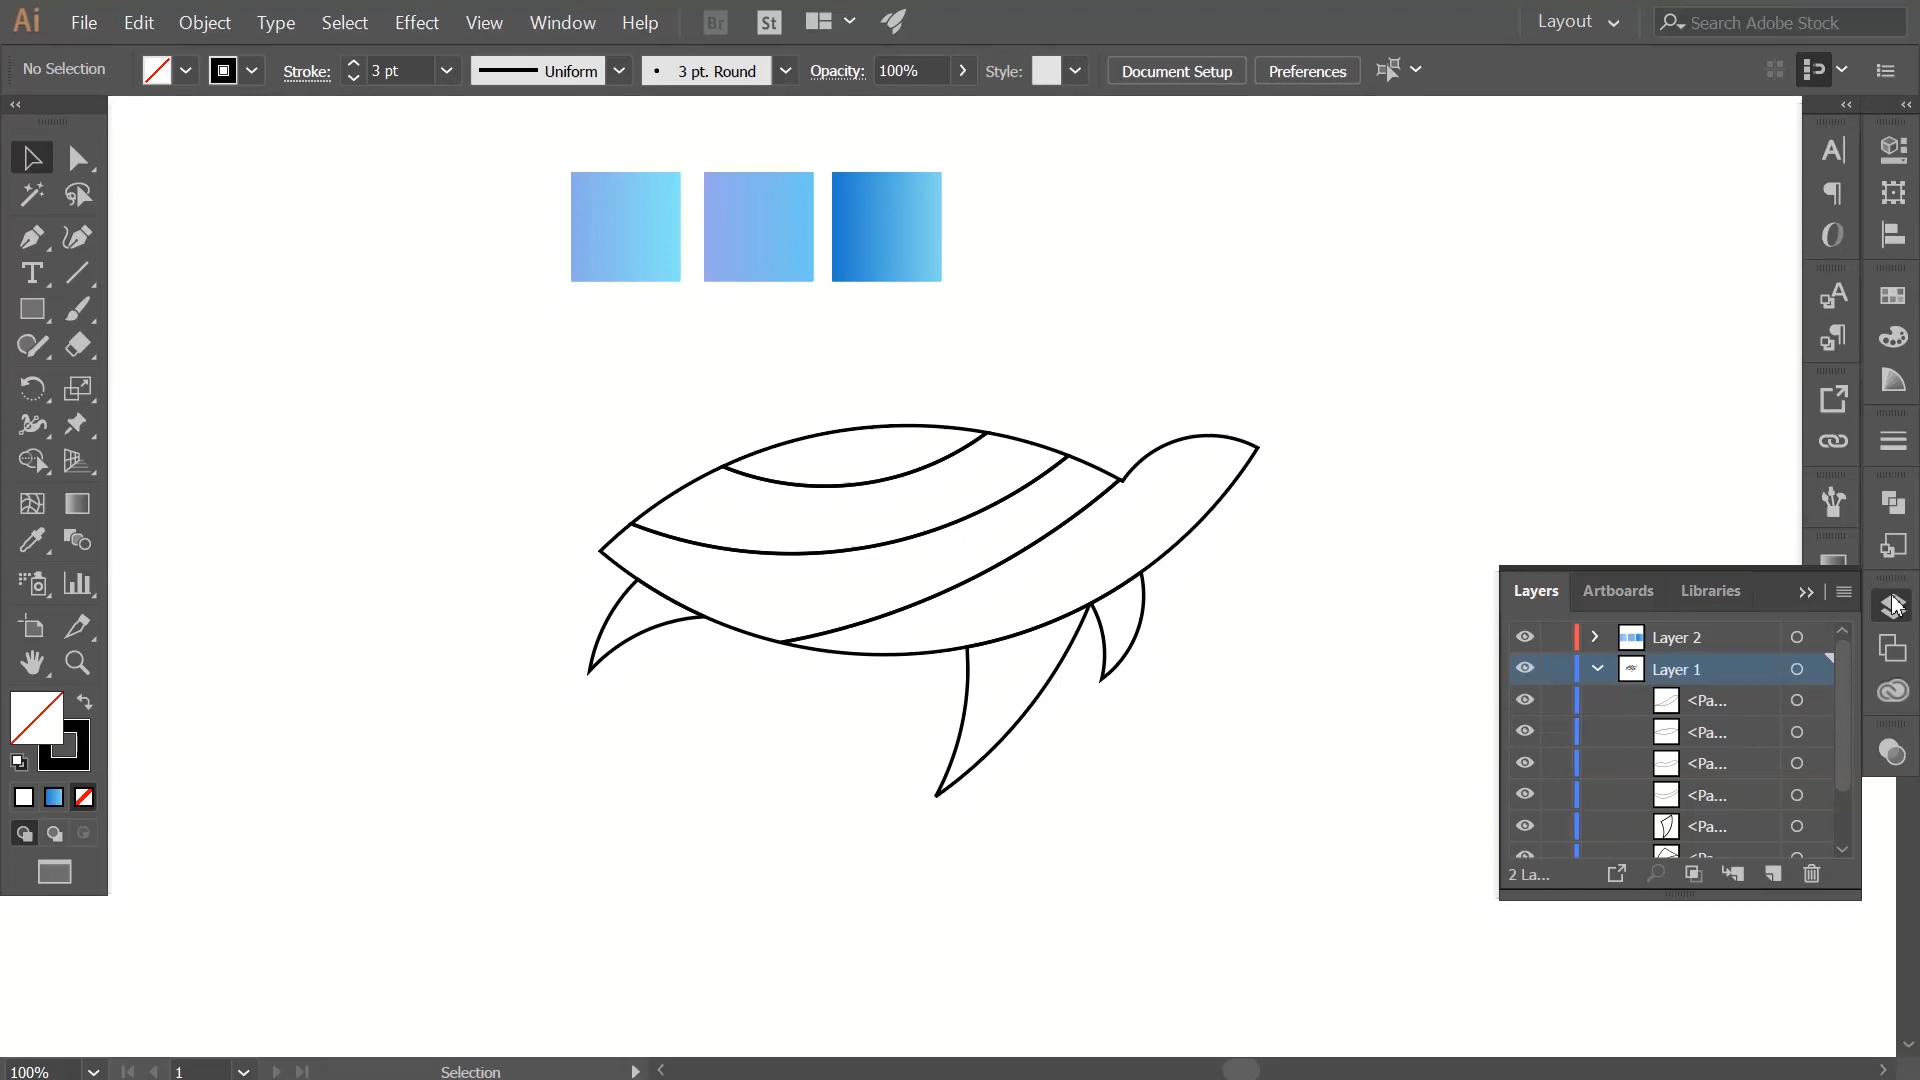 Ai File Edit Object Type Select Effect View Window Help Br St Layout Search Adobe Stock
No Selection Stroke: 3 pt Uniform 3 pt. Round Opacity: 100% Style: Document Setup Preferences
Layers Artboards Libraries
Layer 2
Layer 1
<Pa...
<Pa...
<Pa...
<Pa...
<Pa...
<Pa...
2 La...
100% 1 Selection